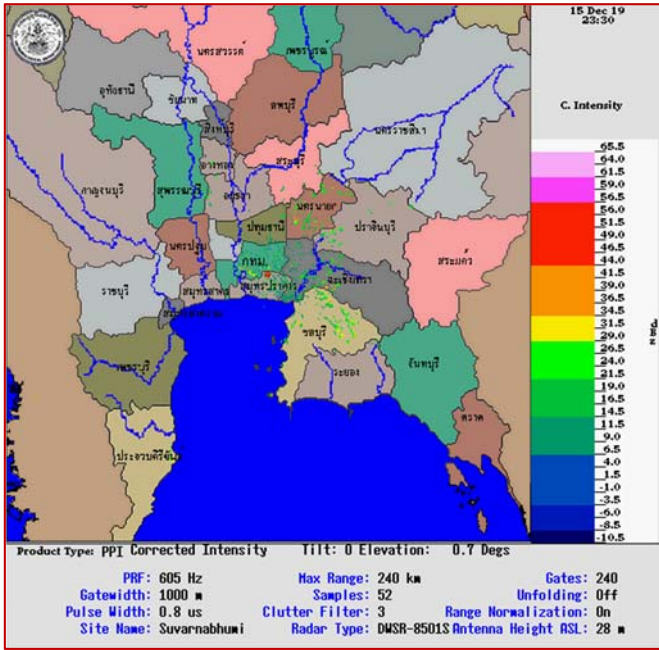 15 Dec 19
23:30
นครสวรรค์
เพชรบูรณ์
อุทัยธานี
ชัยนาท
ลพบุรี
C. Intensity
สิงห์บุรี
นครราชสีมา
อ่างทอง
สระบุรี
กาญจนบุรี
สุพรรณบุรี
อยุธยา
นครนายก
ปทุมธานี
ปราจีนบุรี
นครปฐม
กทม.
สระแก้ว
ราชบุรี
สมุทรสาคร
สมุทรปราการ
ฉะเชิงเทรา
สมุทรสงคราม
ชลบุรี
เพชรบุรี
ระยอง
จันทบุรี
ตราด
ประจวบคีรีขันธ์
65.5
64.0
61.5
59.0
56.5
56.0
53.5
51.0
49.0
46.5
44.0
41.5
39.0
36.5
34.5
31.5
29.0
26.5
24.0
21.5
19.0
16.5
14.0
11.5
9.0
6.5
4.0
1.5
-1.0
-3.5
-6.0
-8.5
-10.5
Product Type: PPI Corrected Intensity Tilt: 0 Elevation: 0.7 Degs
PRF: 605 Hz Max Range: 240 km Gates: 240
Gatewidth: 1000 m Samples: 52 Unfolding: Off
Pulse Width: 0.8 us Clutter Filter: 3 Range Normalization: On
Site Name: Suvarnabhumi Radar Type: DWSR-8501S Antenna Height ASL: 28 m